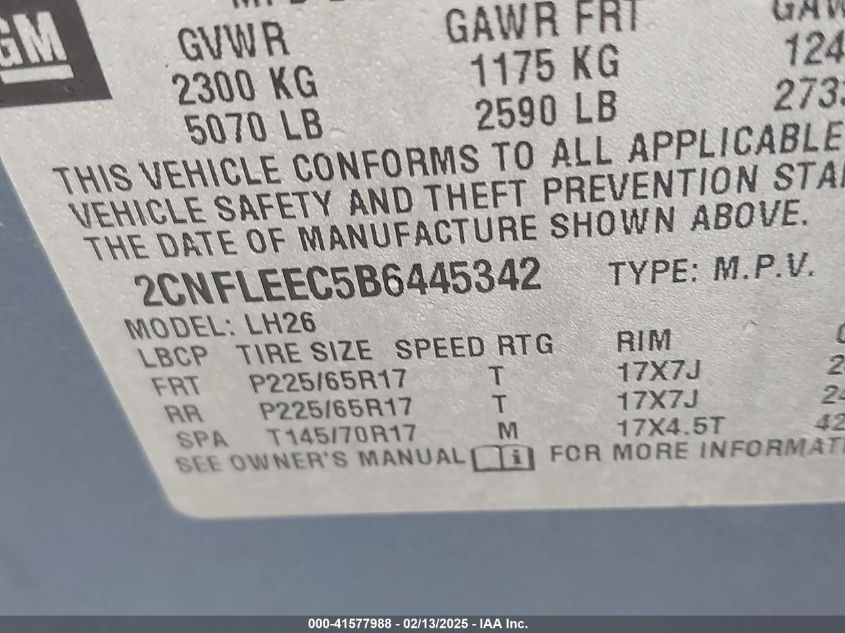 GM
GVWR GAWR FRT
2300 KG 1175 KG
5070 LB 2590 LB
THIS VEHICLE CONFORMS TO ALL APPLICABLE
VEHICLE SAFETY AND THEFT PREVENTION
THE DATE OF MANUFACTURE SHOWN ABOVE.
2CNFLEEC5B6445342 TYPE: M.P.V.
MODEL: LH26
LBCP TIRE SIZE SPEED RTG RIM
FRT P225/65R17 T 17X7J
RR P225/65R17 T 17X7J
SPA T145/70R17 M 17X4.5T
SEE OWNER'S MANUAL FOR MORE
000-41577988 - 02/13/2025 - IAA Inc.